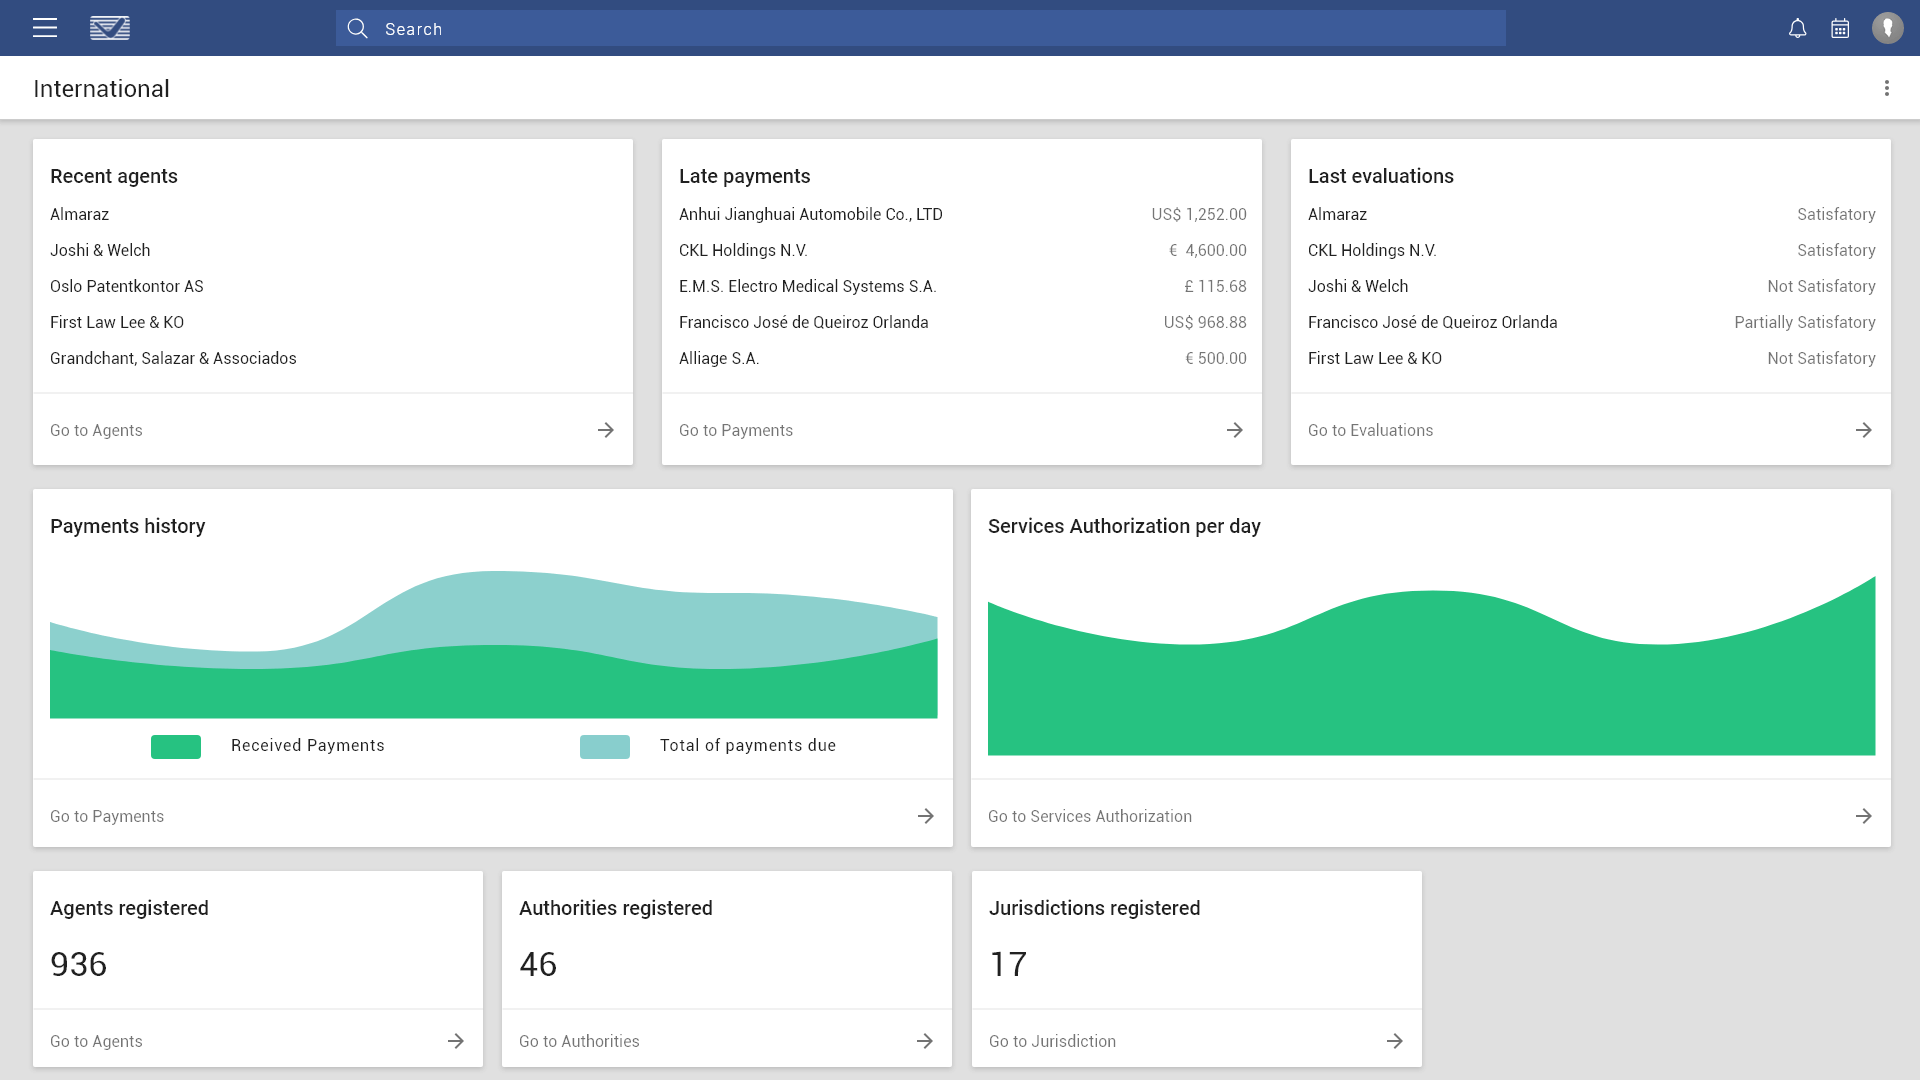 Search
International
Recent agents
Almaraz
Joshi & Welch
Oslo Patentkontor AS
First Law Lee & KO
Grandchant, Salazar & Associados
Go to Agents
Late payments
Anhui Jianghuai Automobile Co., LTD US$ 1,252.00
CKL Holdings N.V. € 4,600.00
E.M.S. Electro Medical Systems S.A. £ 115.68
Francisco José de Queiroz Orlanda US$ 968.88
Alliage S.A. € 500.00
Go to Payments
Last evaluations
Almaraz Satisfatory
CKL Holdings N.V. Satisfatory
Joshi & Welch Not Satisfatory
Francisco José de Queiroz Orlanda Partially Satisfatory
First Law Lee & KO Not Satisfatory
Go to Evaluations
Payments history
Received Payments Total of payments due
Go to Payments
Services Authorization per day
Go to Services Authorization
Agents registered
936
Go to Agents
Authorities registered
46
Go to Authorities
Jurisdictions registered
17
Go to Jurisdiction